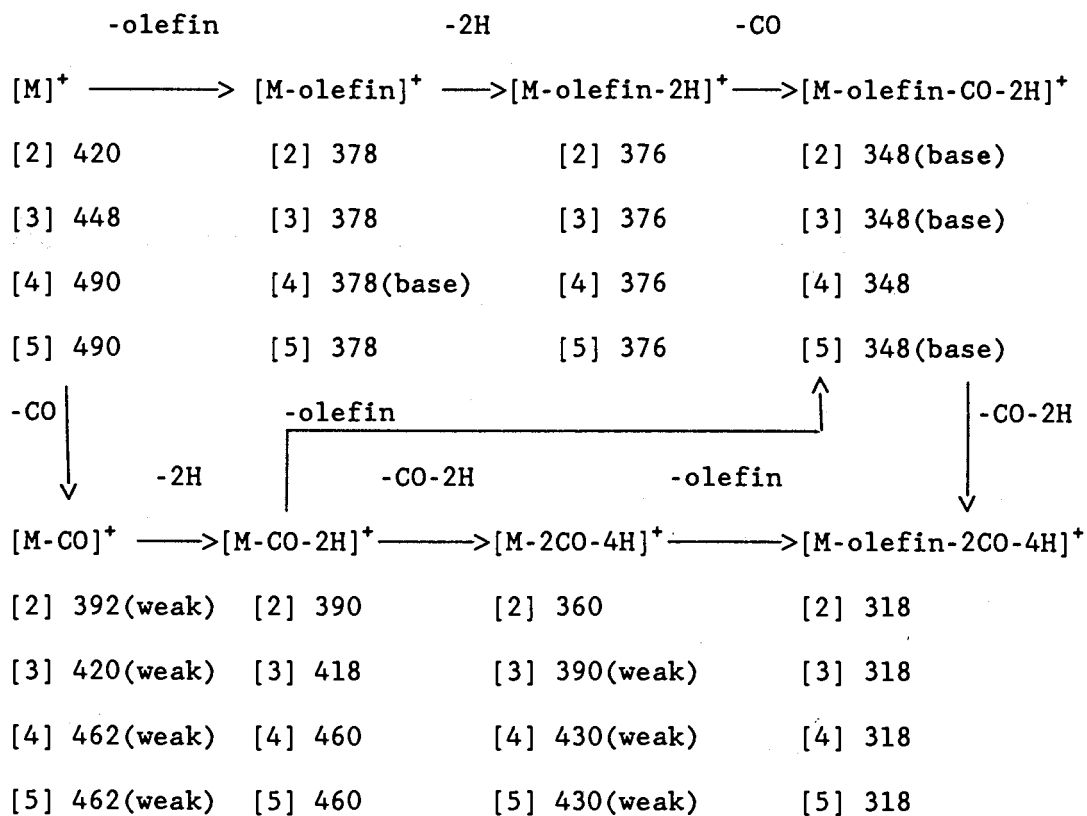 -olefin -2H -CO
[M]⁺ ———> [M-olefin]⁺ ——>[M-olefin-2H]⁺——>[M-olefin-CO-2H]⁺
[2] 420 [2] 378 [2] 376 [2] 348(base)
[3] 448 [3] 378 [3] 376 [3] 348(base)
[4] 490 [4] 378(base) [4] 376 [4] 348
[5] 490 [5] 378 [5] 376 [5] 348(base)
-CO -olefin -CO-2H
-2H -CO-2H -olefin
[M-CO]⁺ ——>[M-CO-2H]⁺———>[M-2CO-4H]⁺———>[M-olefin-2CO-4H]⁺
[2] 392(weak) [2] 390 [2] 360 [2] 318
[3] 420(weak) [3] 418 [3] 390(weak) [3] 318
[4] 462(weak) [4] 460 [4] 430(weak) [4] 318
[5] 462(weak) [5] 460 [5] 430(weak) [5] 318